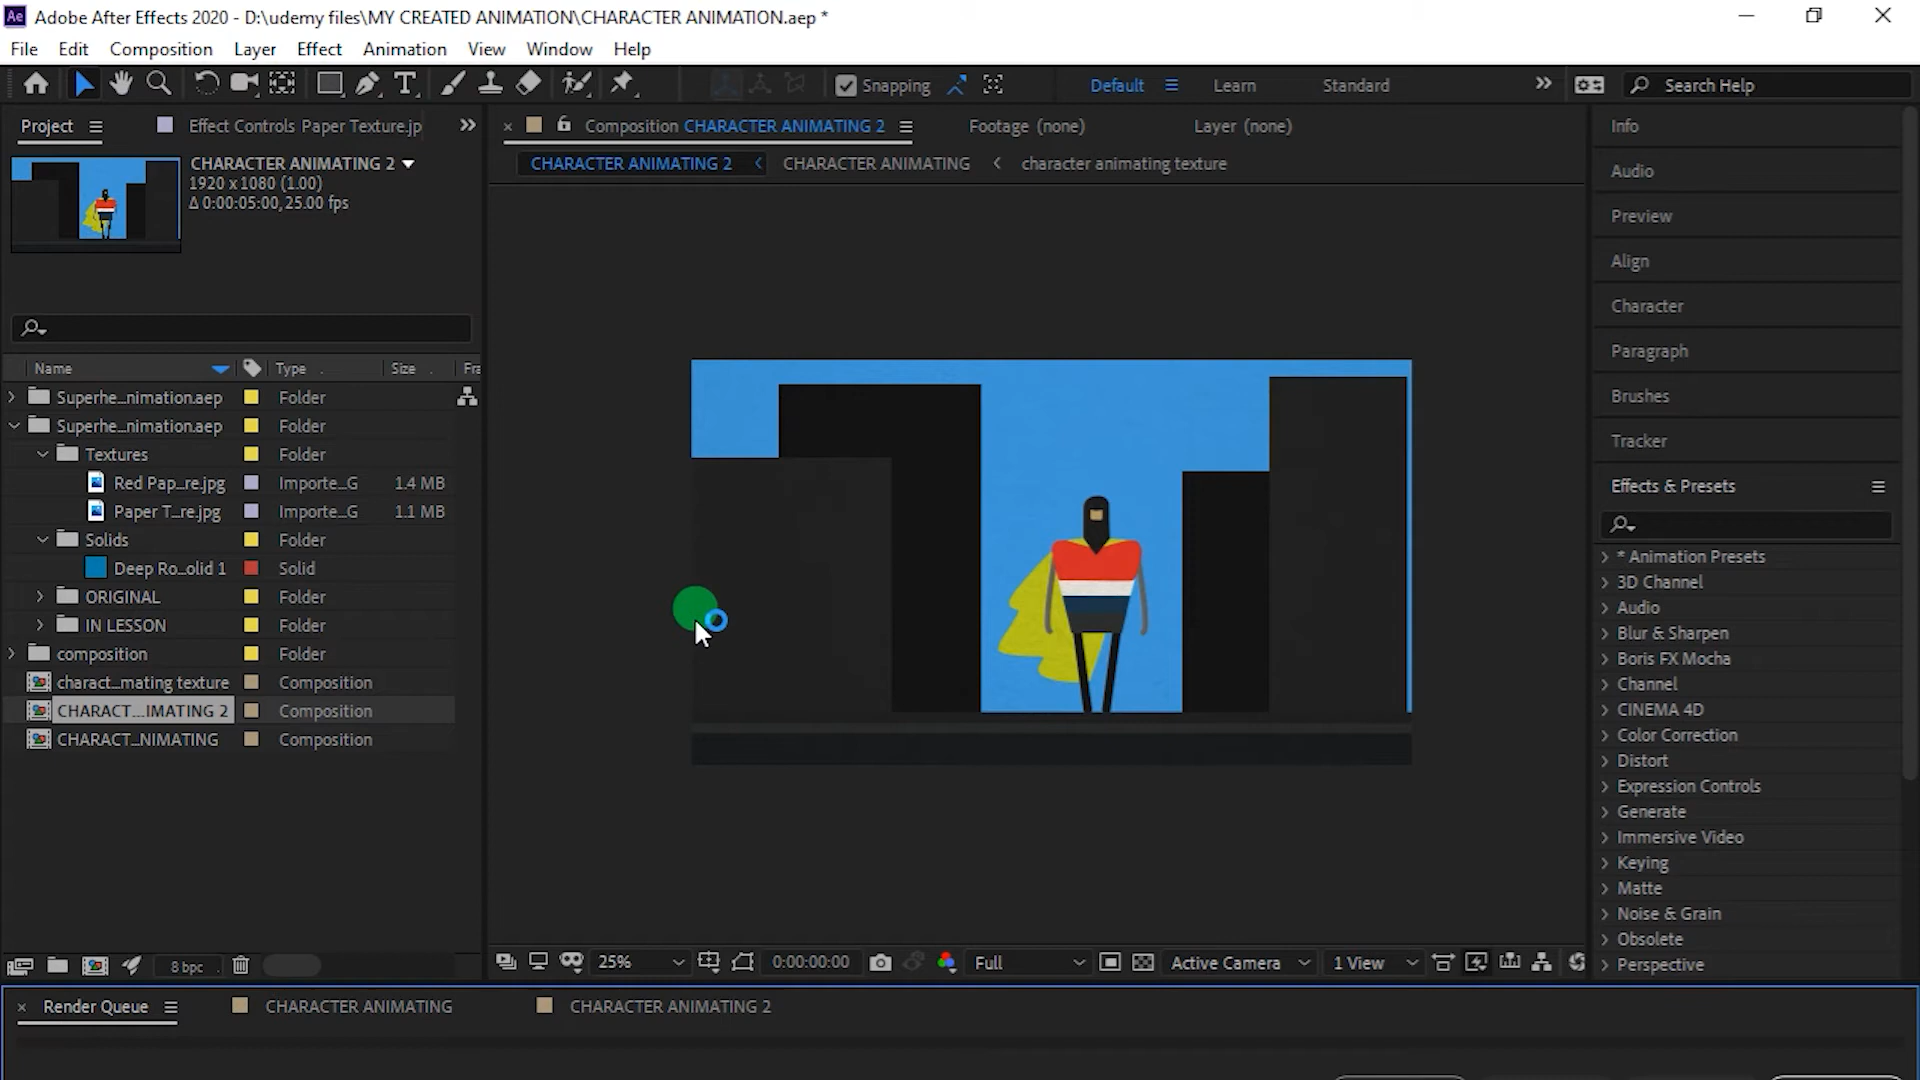 Ae Adobe After Effects 2020 - D:\udemy files\MY CREATED ANIMATION\CHARACTER ANIMATION.aep *
File Edit Composition Layer Effect Animation View Window Help
T Snapping Default Learn Standard Search Help
Project Effect Controls Paper Texture.jp Composition CHARACTER ANIMATING 2 Footage (none) Layer (none)
CHARACTER ANIMATING 2 CHARACTER ANIMATING character animating texture
CHARACTER ANIMATING 2
1920 x 1080 (1.00)
Δ 0:00:05:00, 25.00 fps
Name Type Size Fra
Superhe...nimation.aep Folder
Superhe...nimation.aep Folder
Textures Folder
Red Pap...re.jpg Importe...G 1.4 MB
Paper T...re.jpg Importe...G 1.1 MB
Solids Folder
Deep Ro...olid 1 Solid
ORIGINAL Folder
IN LESSON Folder
composition Folder
charact...mating texture Composition
CHARACT...IMATING 2 Composition
CHARACT...NIMATING Composition
8 bpc
25% 0:00:00:00 Full Active Camera 1 View
Info
Audio
Preview
Align
Character
Paragraph
Brushes
Tracker
Effects & Presets
* Animation Presets
3D Channel
Audio
Blur & Sharpen
Boris FX Mocha
Channel
CINEMA 4D
Color Correction
Distort
Expression Controls
Generate
Immersive Video
Keying
Matte
Noise & Grain
Obsolete
Perspective
Render Queue CHARACTER ANIMATING CHARACTER ANIMATING 2